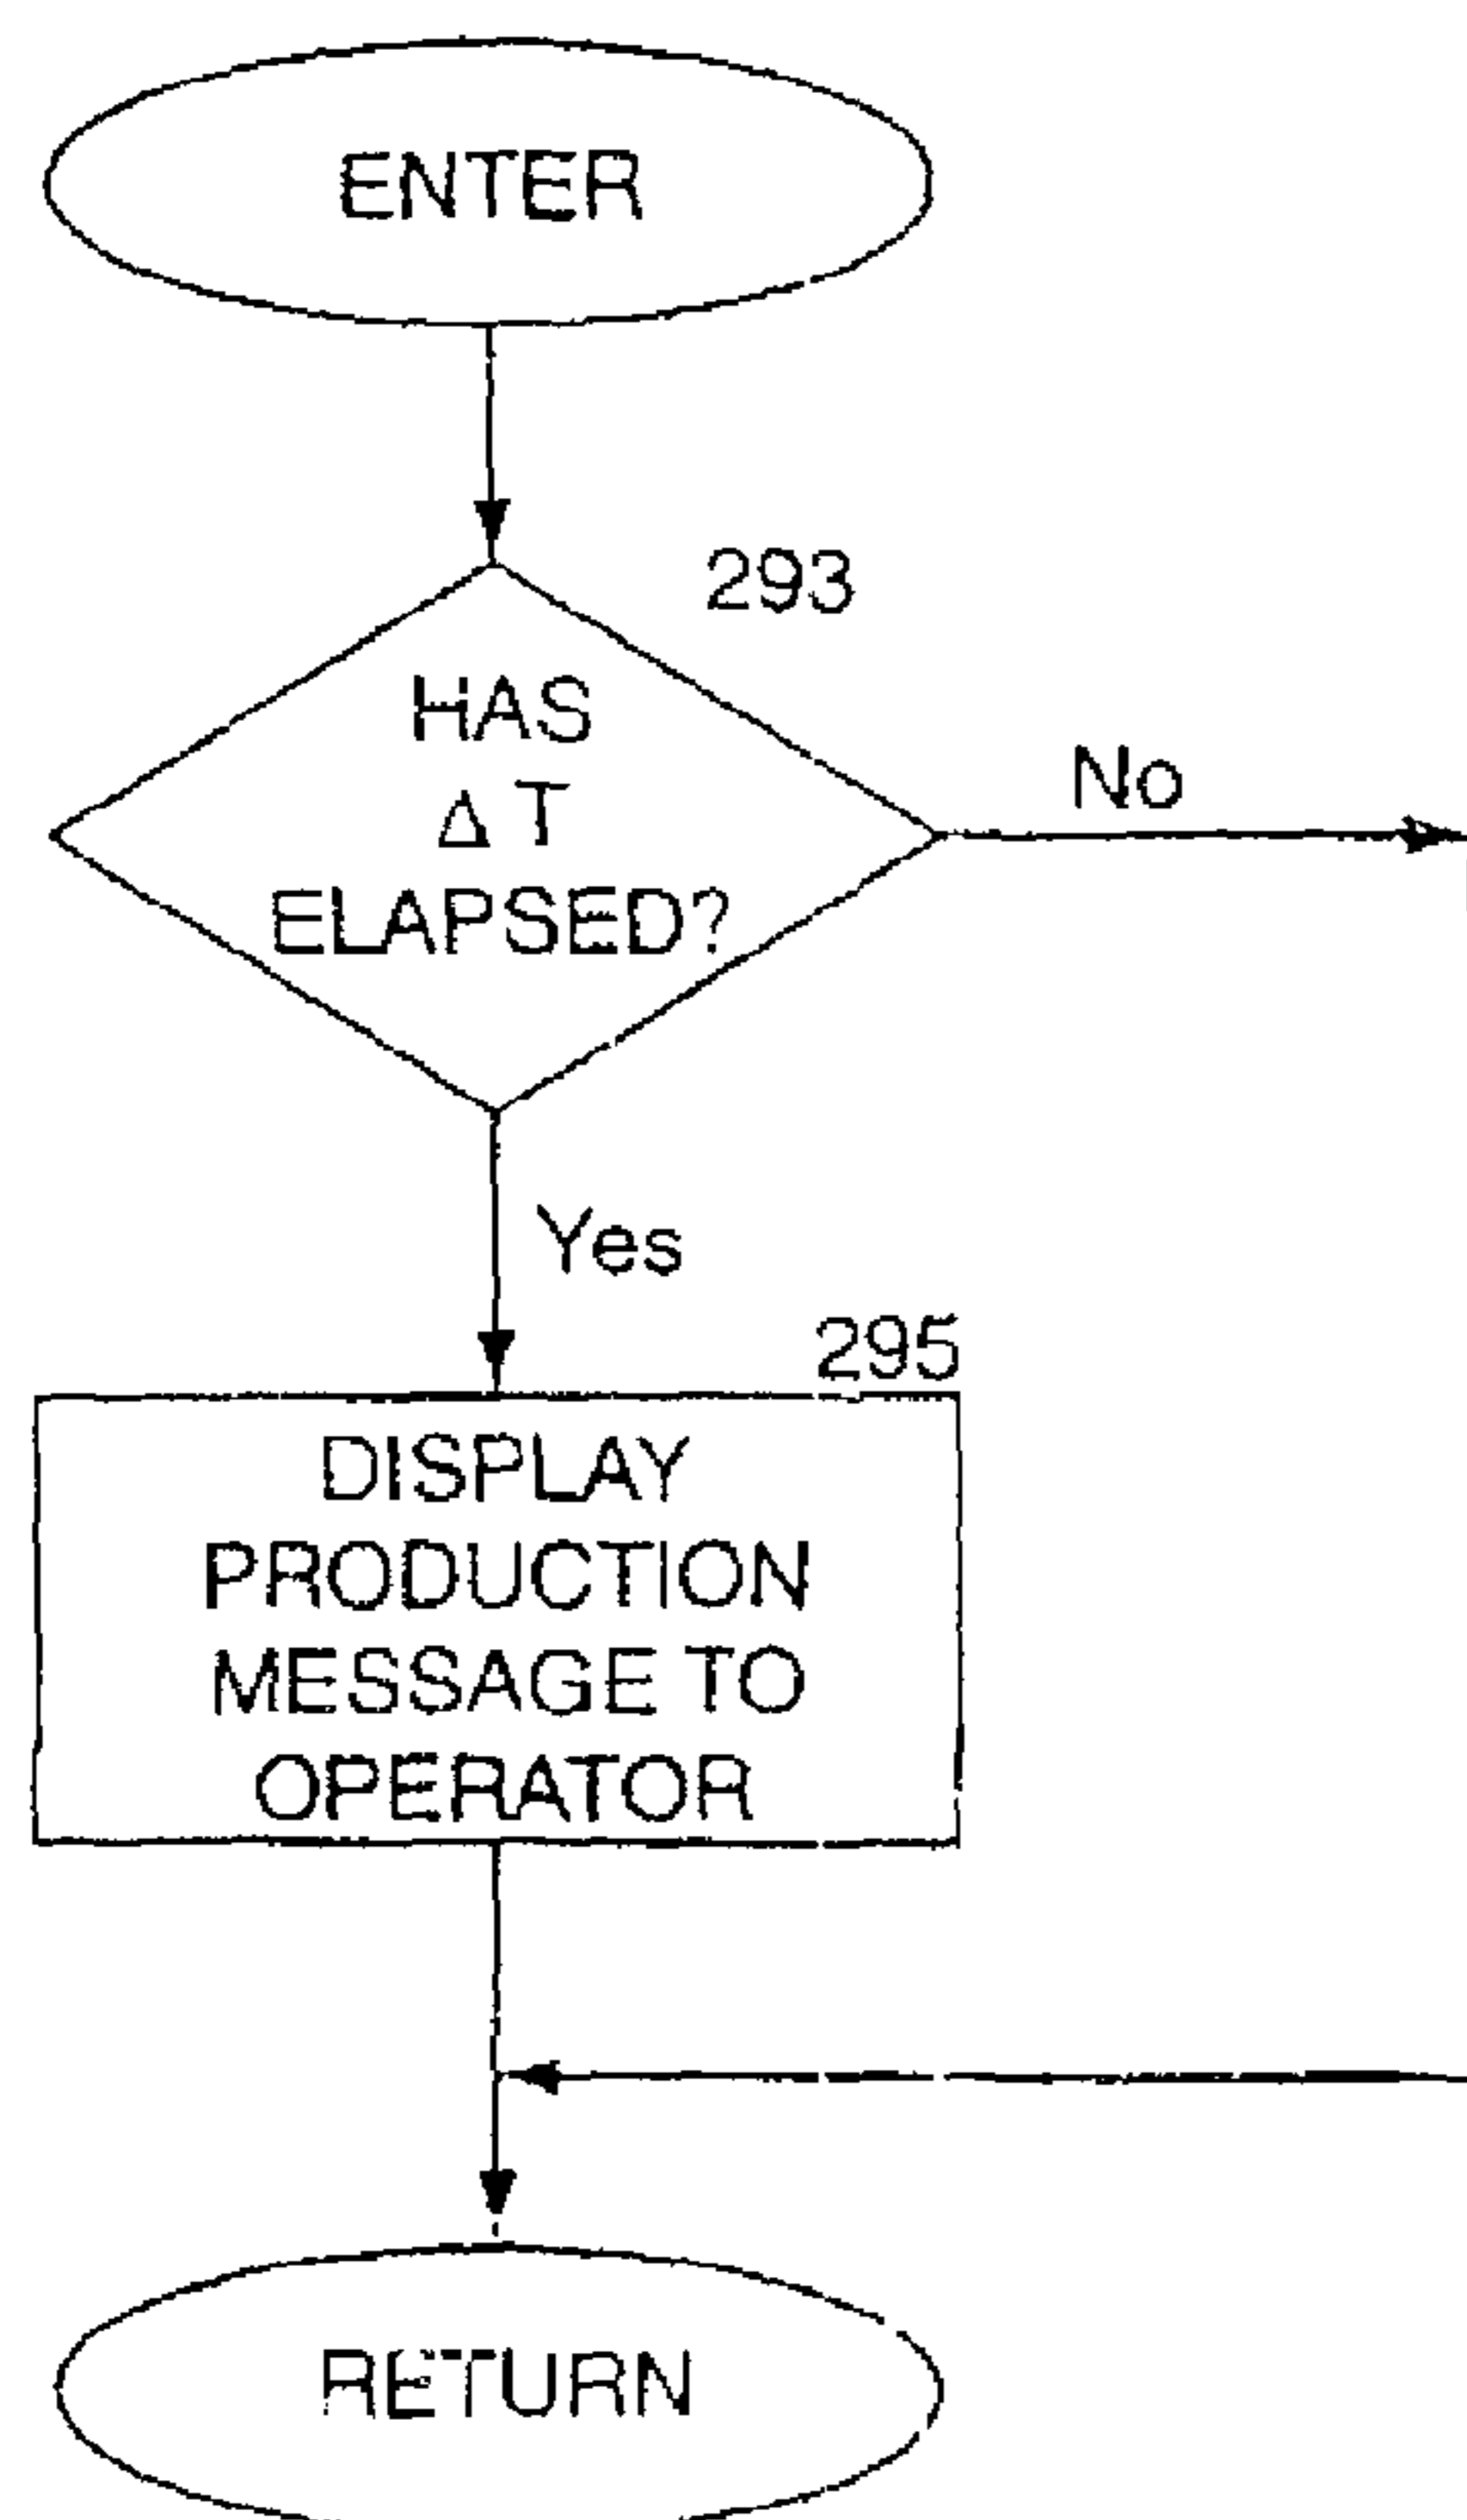 ENTER
293
HAS
Δ T
ELAPSED?
No
Yes
295
DISPLAY
PRODUCTION
MESSAGE TO
OPERATOR
RETURN